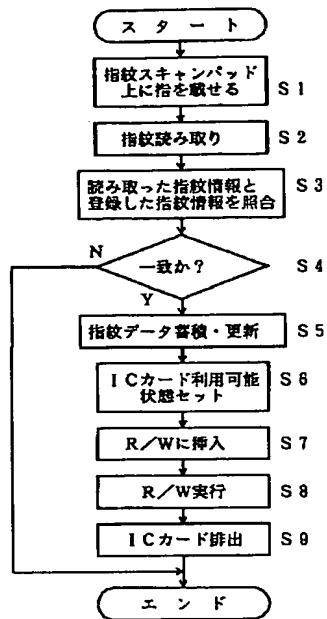 スタート
指紋スキャンパッド
上に指を載せる
S1
指紋読み取り
S2
読み取った指紋情報と
登録した指紋情報を照合
S3
N
一致か?
S4
Y
指紋データ蓄積・更新
S5
ICカード利用可能
状態セット
S6
R/Wに挿入
S7
R/W実行
S8
ICカード排出
S9
エンド